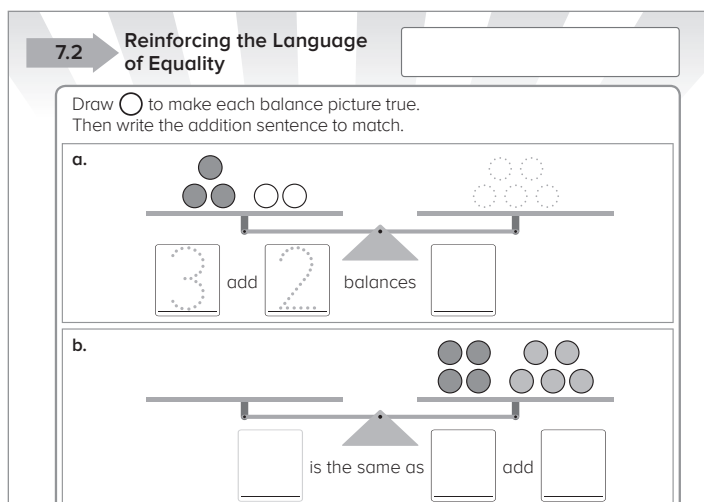 7.2
Reinforcing the Language
of Equality
Draw to make each balance picture true.
Then write the addition sentence to match.
a.
3 add 2 balances
b.
is the same as add